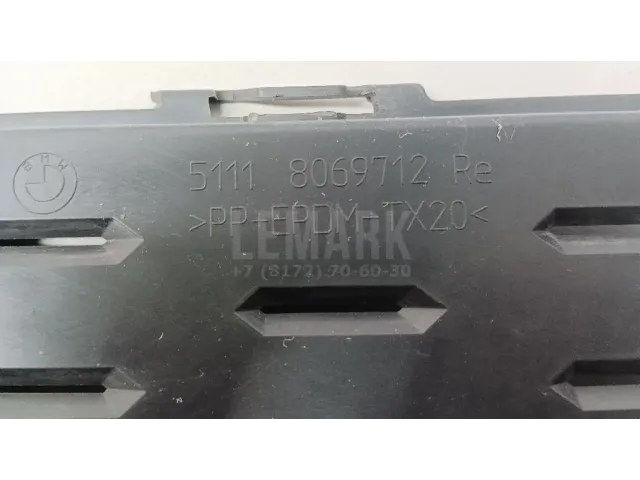 BMW
5111 8069712 Re
>PP+EPDM-TX20<
LEMARK
+7 (8172) 70-60-30